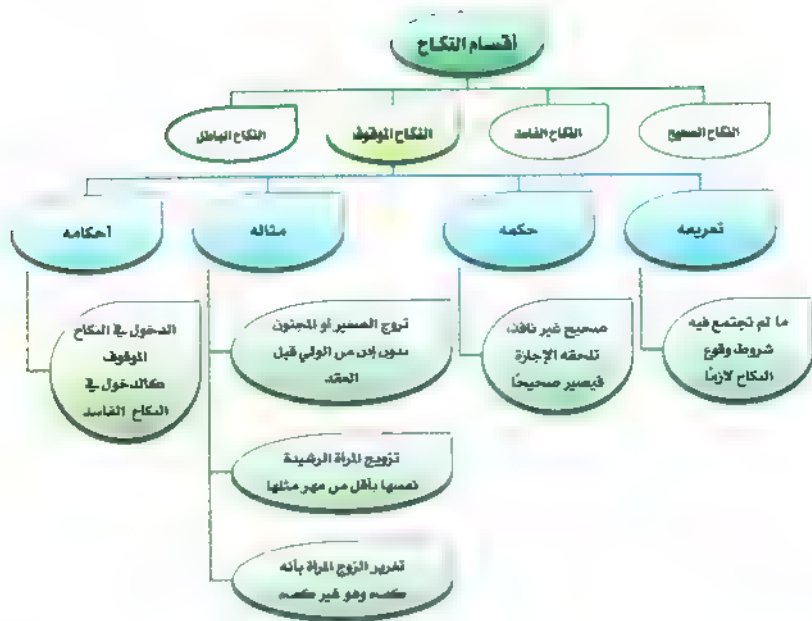 أقسام النكاح
النكاح الصحيح
النكاح الفاسد
النكاح الموقوف
النكاح الباطل
تعريفه
حكمه
مثاله
أحكامه
ما لم تجتمع فيه
شروط وقوع
النكاح لازمًا
صحيح غير نافذ،
تلحقه الإجازة
فيصير صحيحًا
تزوج الصغير أو المجنون
بدون إذن من الولي قبل
العقد
تزويج المرأة الرشيدة
نفسها بأقل من مهر مثلها
تغرير الزوج المرأة بأنه
كفء وهو غير كفء
الدخول في النكاح
الموقوف
كالدخول في
النكاح الفاسد